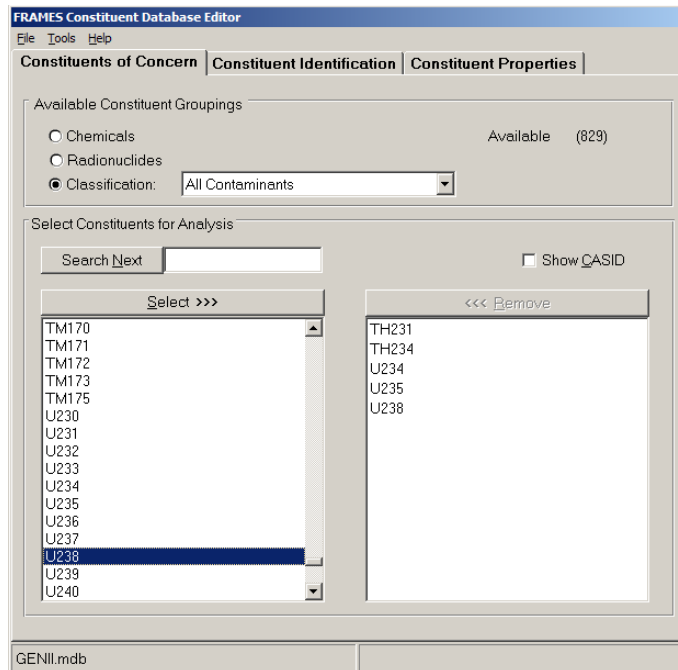 FRAMES Constituent Database Editor
File Tools Help
Constituents of Concern Constituent Identification Constituent Properties
Available Constituent Groupings
Chemicals Available (829)
Radionuclides
Classification: All Contaminants
Select Constituents for Analysis
Search Next Show CASID
Select >>> <<< Remove
TM170
TM171
TM172
TM173
TM175
U230
U231
U232
U233
U234
U235
U236
U237
U238
U239
U240
TH231
TH234
U234
U235
U238
GENII.mdb